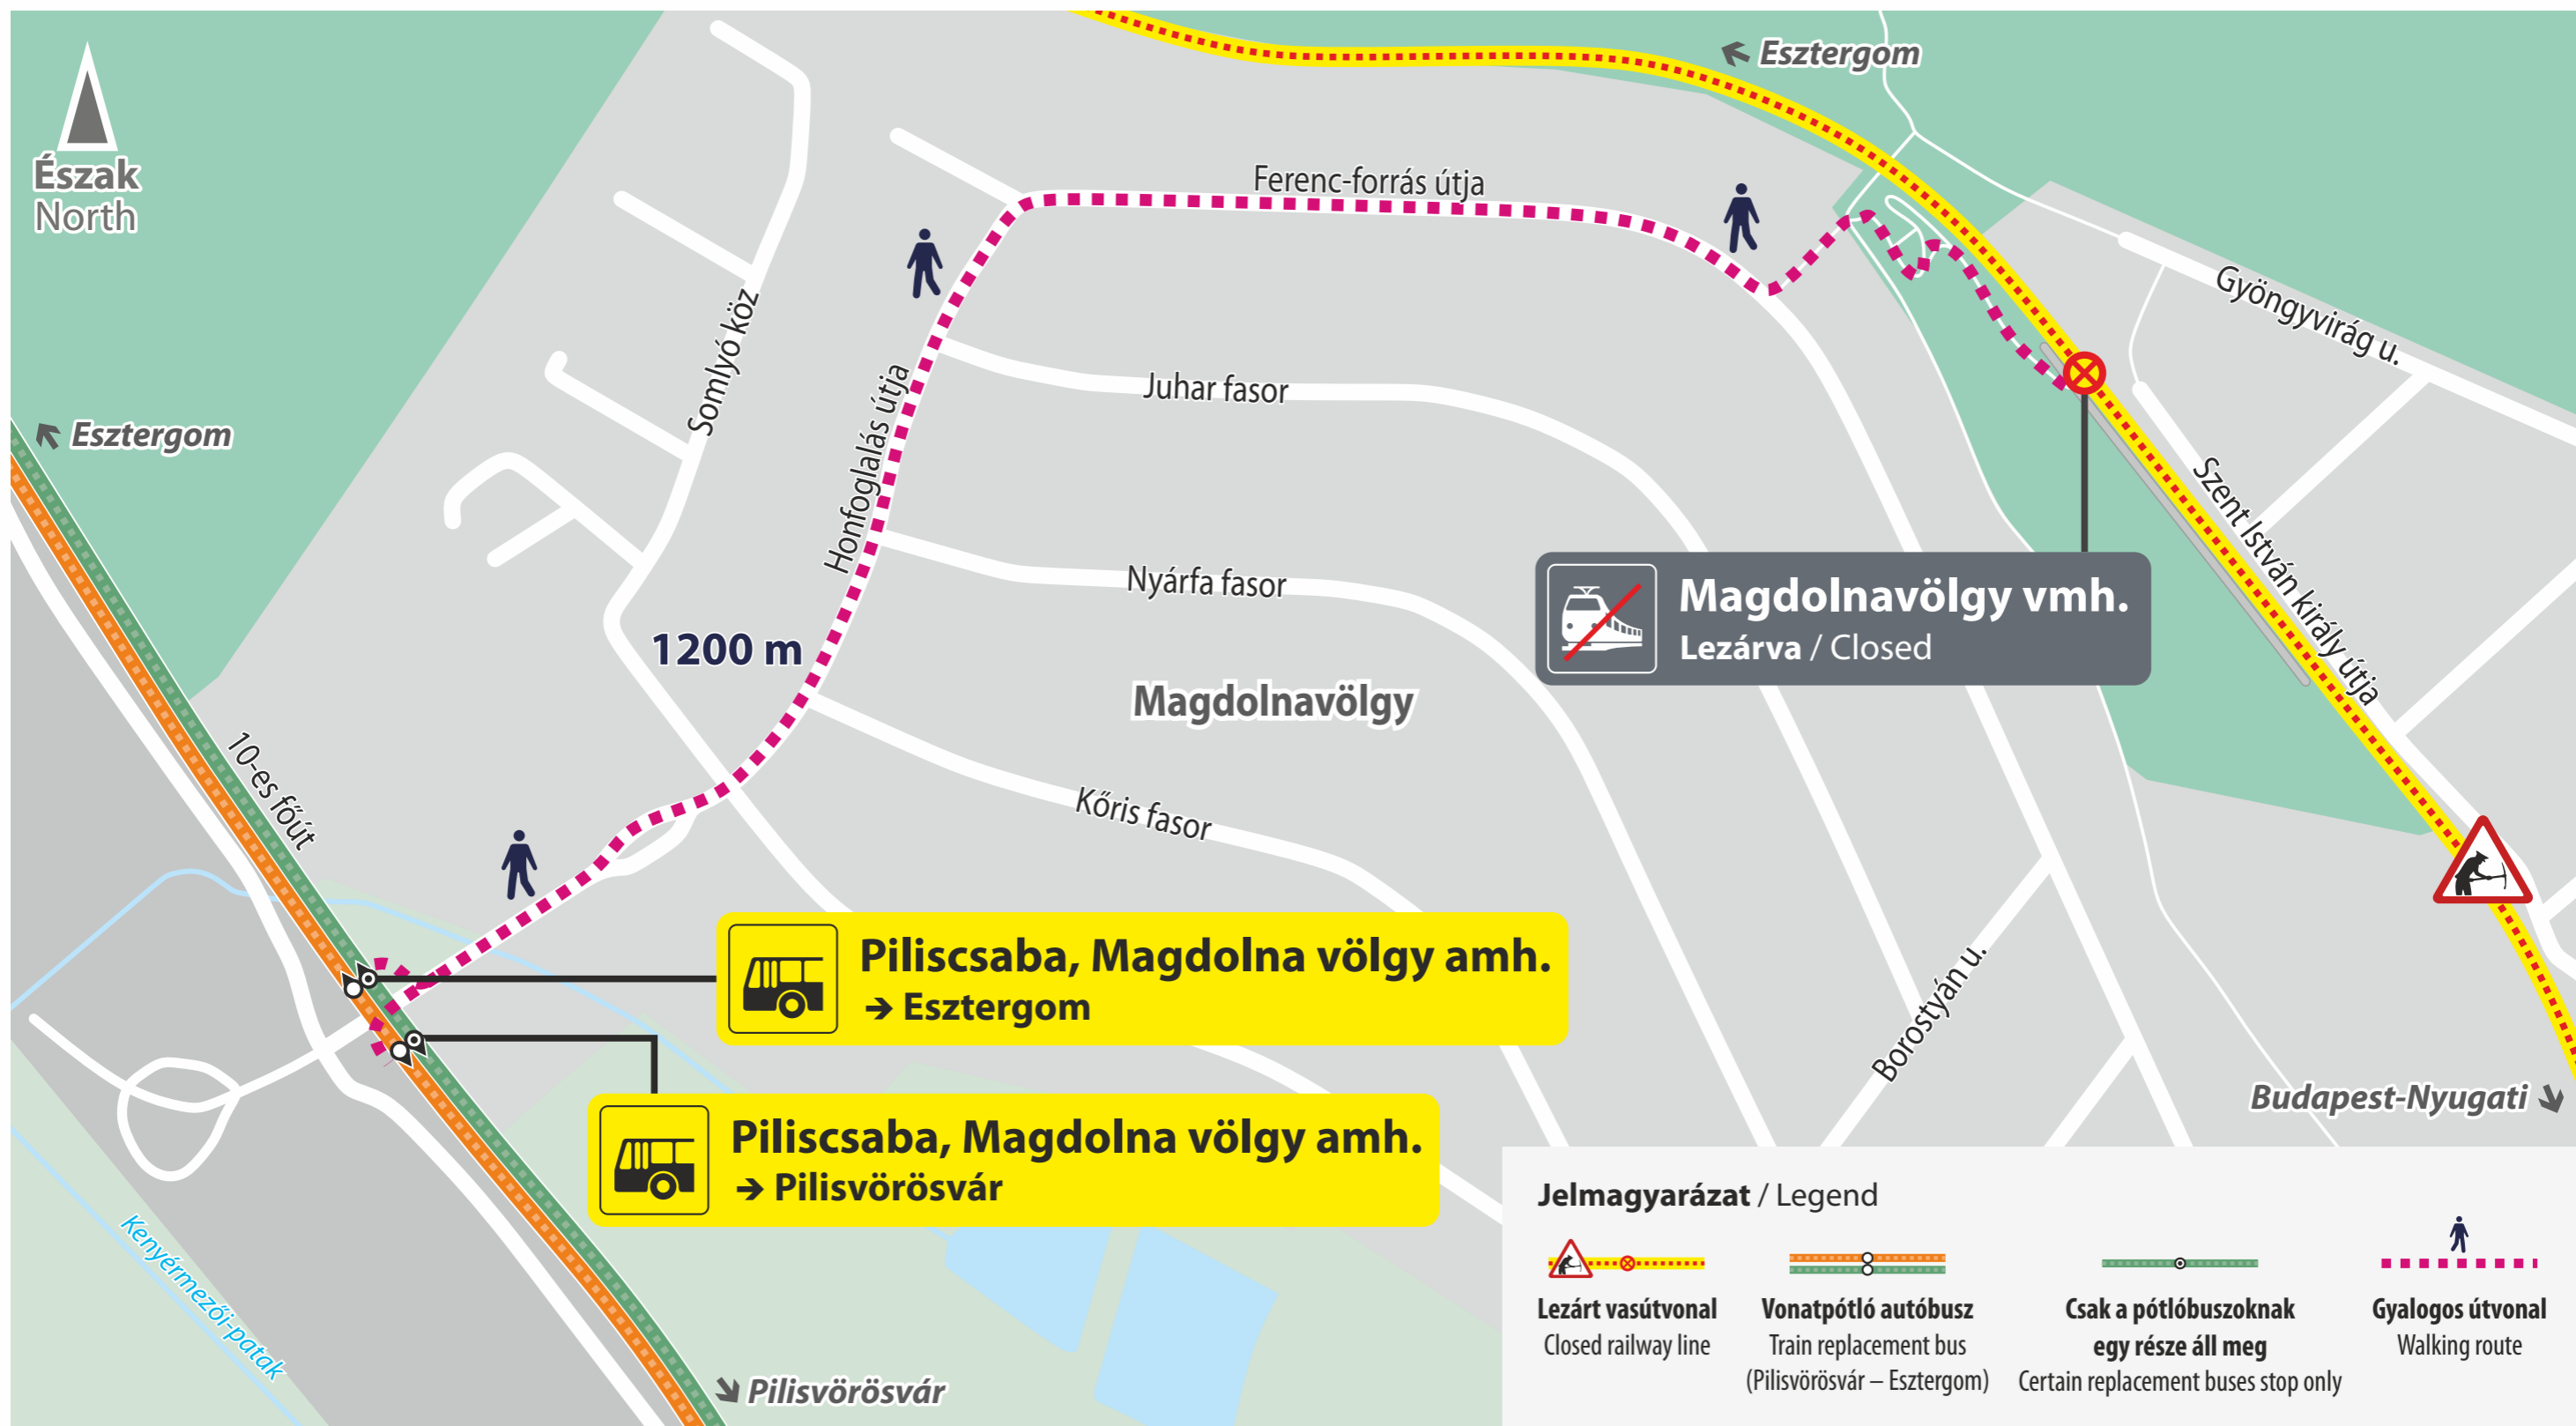 Észak
North
Esztergom
Esztergom
Ferenc-forrás útja
Gyöngyvirág u.
Somlyó köz
Honfoglalás útja
Juhar fasor
Szent István király útja
Nyárfa fasor
1200 m
Magdolnavölgy vmh.
Lezárva / Closed
Magdolnavölgy
10-es főút
Kőris fasor
Piliscsaba, Magdolna völgy amh.
➔ Esztergom
Borostyán u.
Budapest-Nyugati
Piliscsaba, Magdolna völgy amh.
➔ Pilisvörösvár
Kenyérmezői-patak
Pilisvörösvár
Jelmagyarázat / Legend
Lezárt vasútvonal
Closed railway line
Vonatpótló autóbusz
Train replacement bus
(Pilisvörösvár – Esztergom)
Csak a pótlóbuszoknak
egy része áll meg
Certain replacement buses stop only
Gyalogos útvonal
Walking route